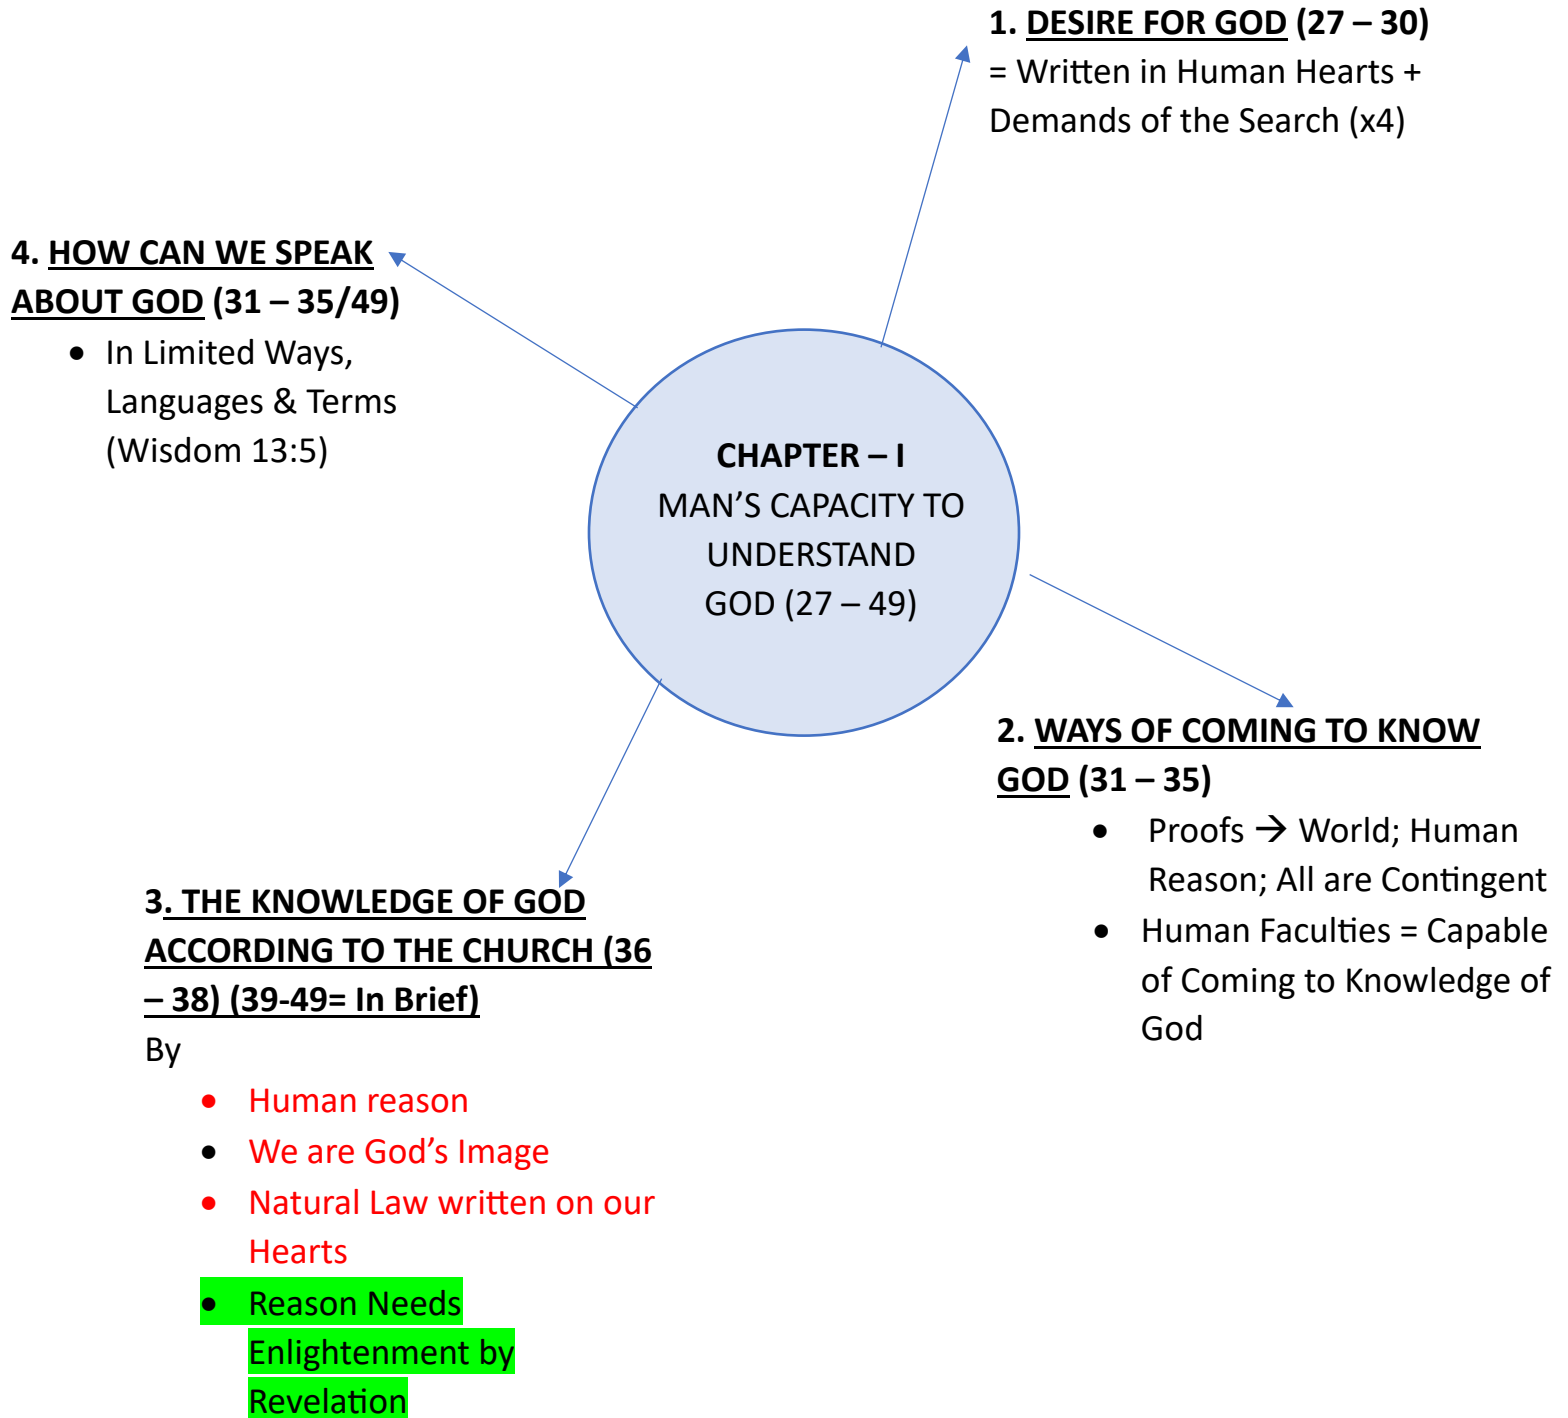 1. DESIRE FOR GOD (27 – 30)
= Written in Human Hearts +
Demands of the Search (x4)
4. HOW CAN WE SPEAK
ABOUT GOD (31 – 35/49)
• In Limited Ways,
Languages & Terms
(Wisdom 13:5)
CHAPTER – I
MAN’S CAPACITY TO
UNDERSTAND
GOD (27 – 49)
2. WAYS OF COMING TO KNOW
GOD (31 – 35)
• Proofs → World; Human
Reason; All are Contingent
• Human Faculties = Capable
of Coming to Knowledge of
God
3. THE KNOWLEDGE OF GOD
ACCORDING TO THE CHURCH (36
– 38) (39-49= In Brief)
By
• Human reason
• We are God’s Image
• Natural Law written on our
Hearts
• Reason Needs
Enlightenment by
Revelation